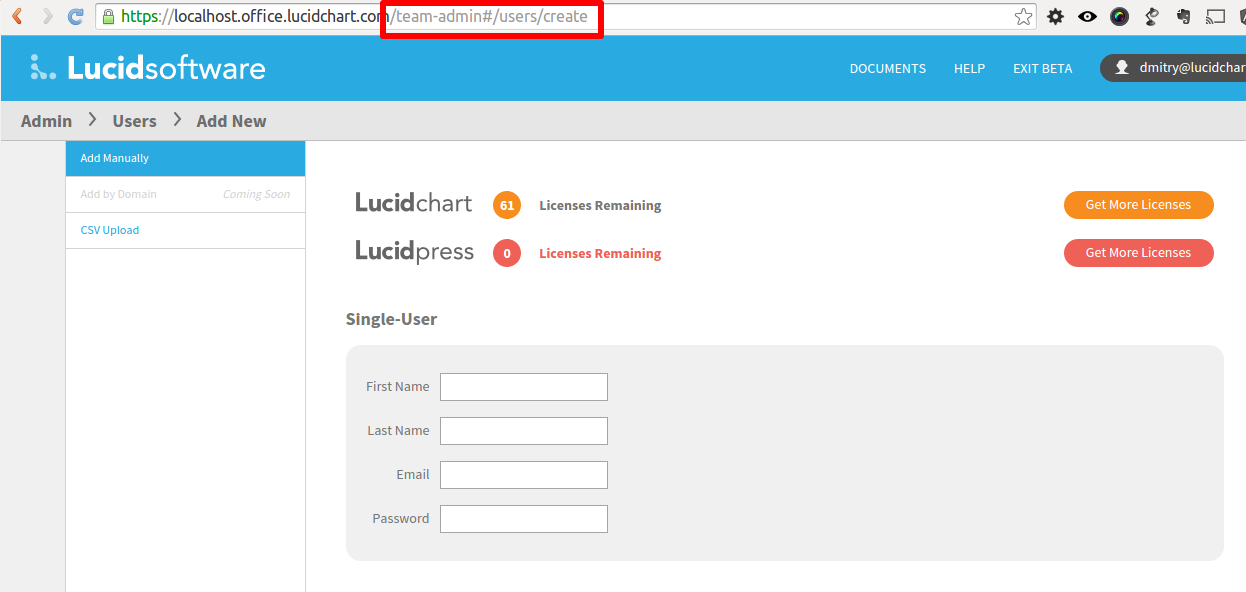 https://localhost.office.lucidchart.com/team-admin#/users/create
Lucidsoftware
DOCUMENTS HELP EXIT BETA dmitry@lucidchar
Admin > Users > Add New
Add Manually
Add by Domain Coming Soon
CSV Upload
Lucidchart 61 Licenses Remaining Get More Licenses
Lucidpress 0 Licenses Remaining Get More Licenses
Single-User
First Name
Last Name
Email
Password